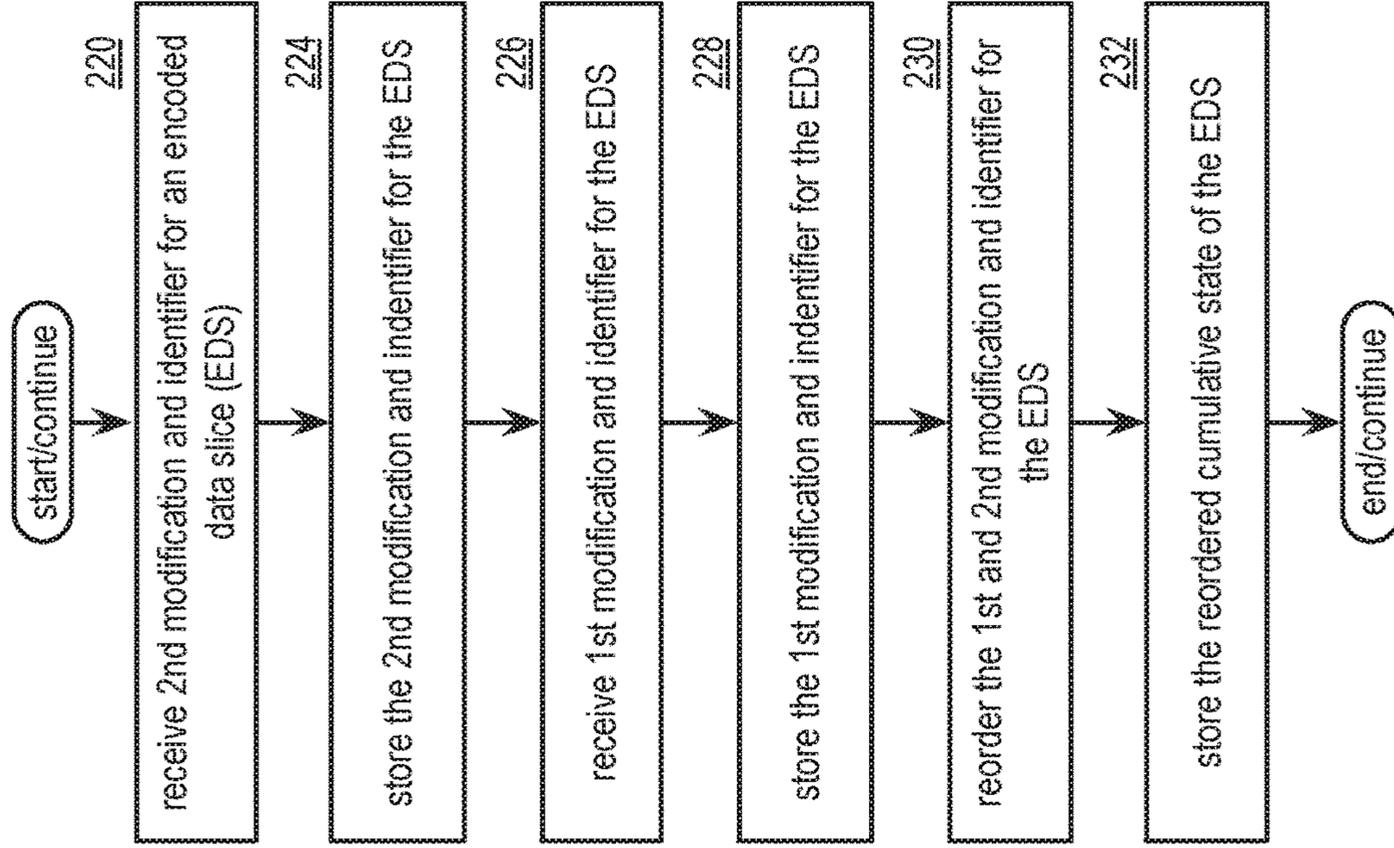 start/continue
220
receive 2nd modification and identifier for an encoded
data slice (EDS)
224
store the 2nd modification and indentifier for the EDS
226
receive 1st modification and identifier for the EDS
228
store the 1st modification and indentifier for the EDS
230
reorder the 1st and 2nd modification and identifier for
the EDS
232
store the reordered cumulative state of the EDS
end/continue